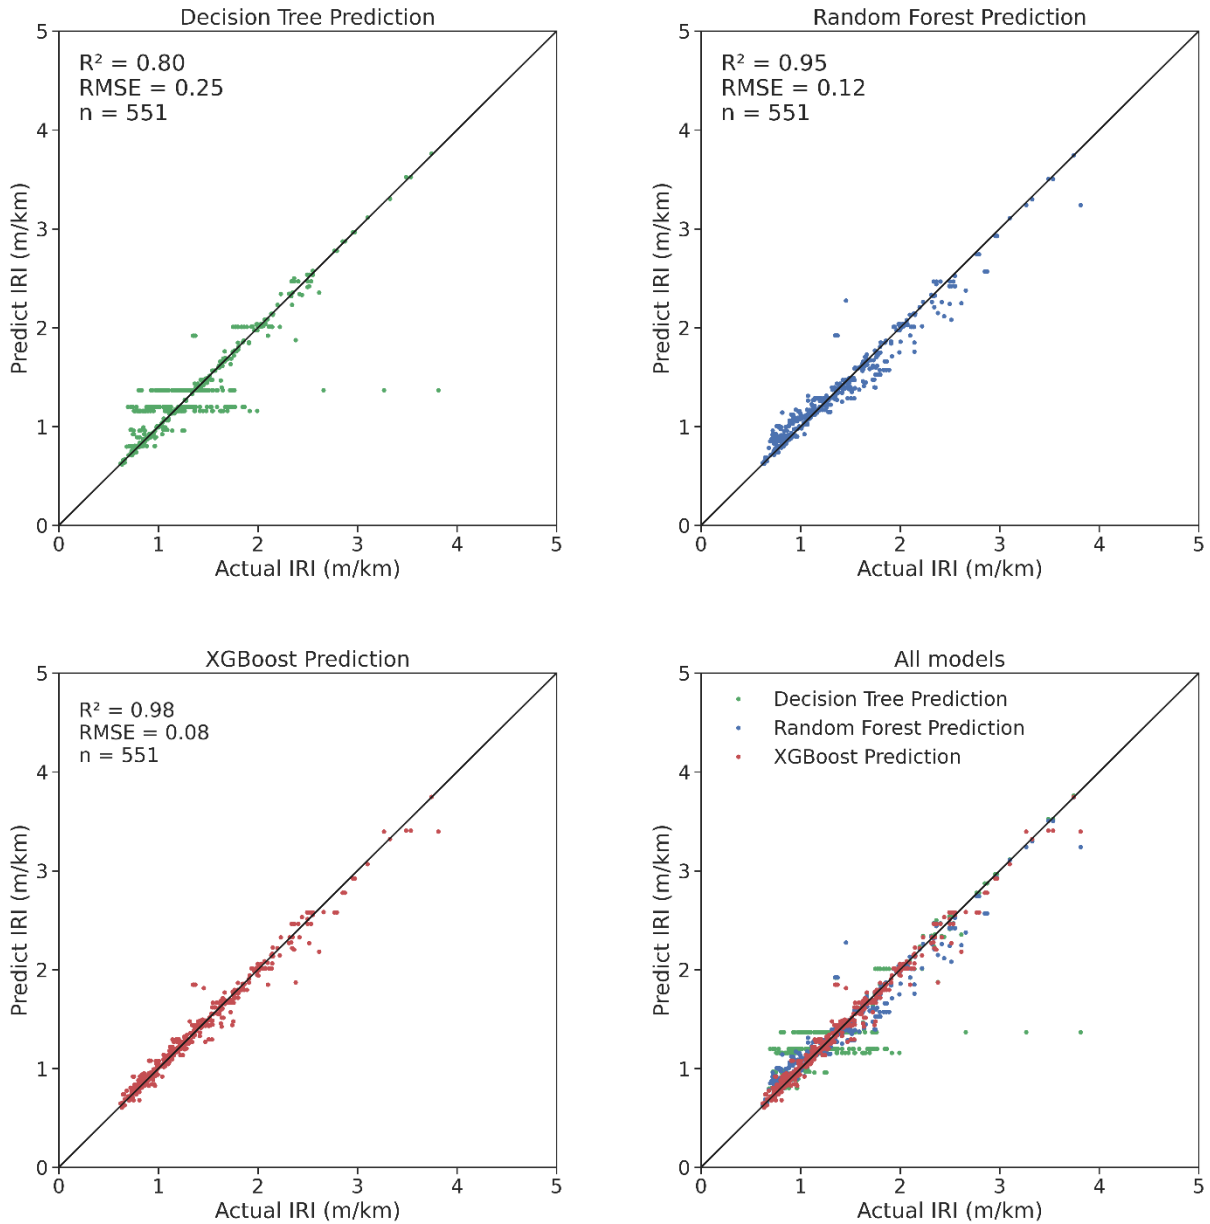 Decision Tree Prediction
R² = 0.80
RMSE = 0.25
n = 551
5
4
3
2
1
0
Predict IRI (m/km)
0 1 2 3 4 5
Actual IRI (m/km)
Random Forest Prediction
R² = 0.95
RMSE = 0.12
n = 551
5
4
3
2
1
0
Predict IRI (m/km)
0 1 2 3 4 5
Actual IRI (m/km)
XGBoost Prediction
R² = 0.98
RMSE = 0.08
n = 551
5
4
3
2
1
0
Predict IRI (m/km)
0 1 2 3 4 5
Actual IRI (m/km)
All models
Decision Tree Prediction
Random Forest Prediction
XGBoost Prediction
5
4
3
2
1
0
Predict IRI (m/km)
0 1 2 3 4 5
Actual IRI (m/km)